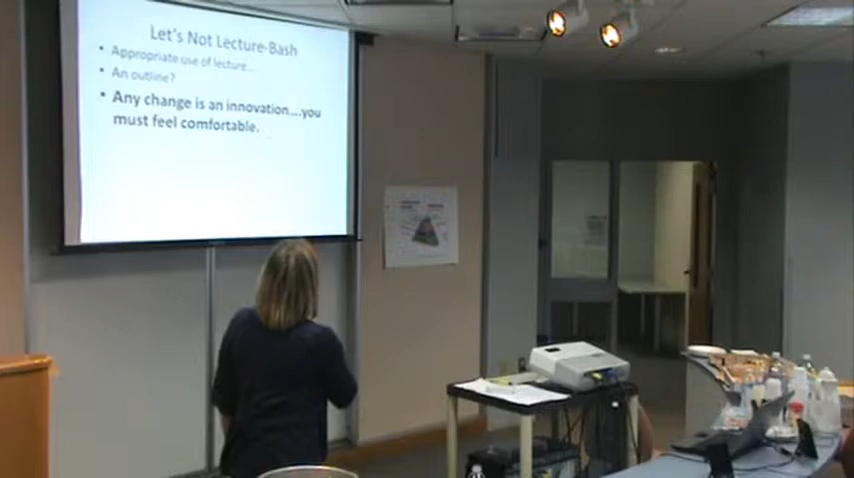 Let's Not Lecture-Bash
• Appropriate use of lecture...
• An outline?
• Any change is an innovation....you
must feel comfortable.